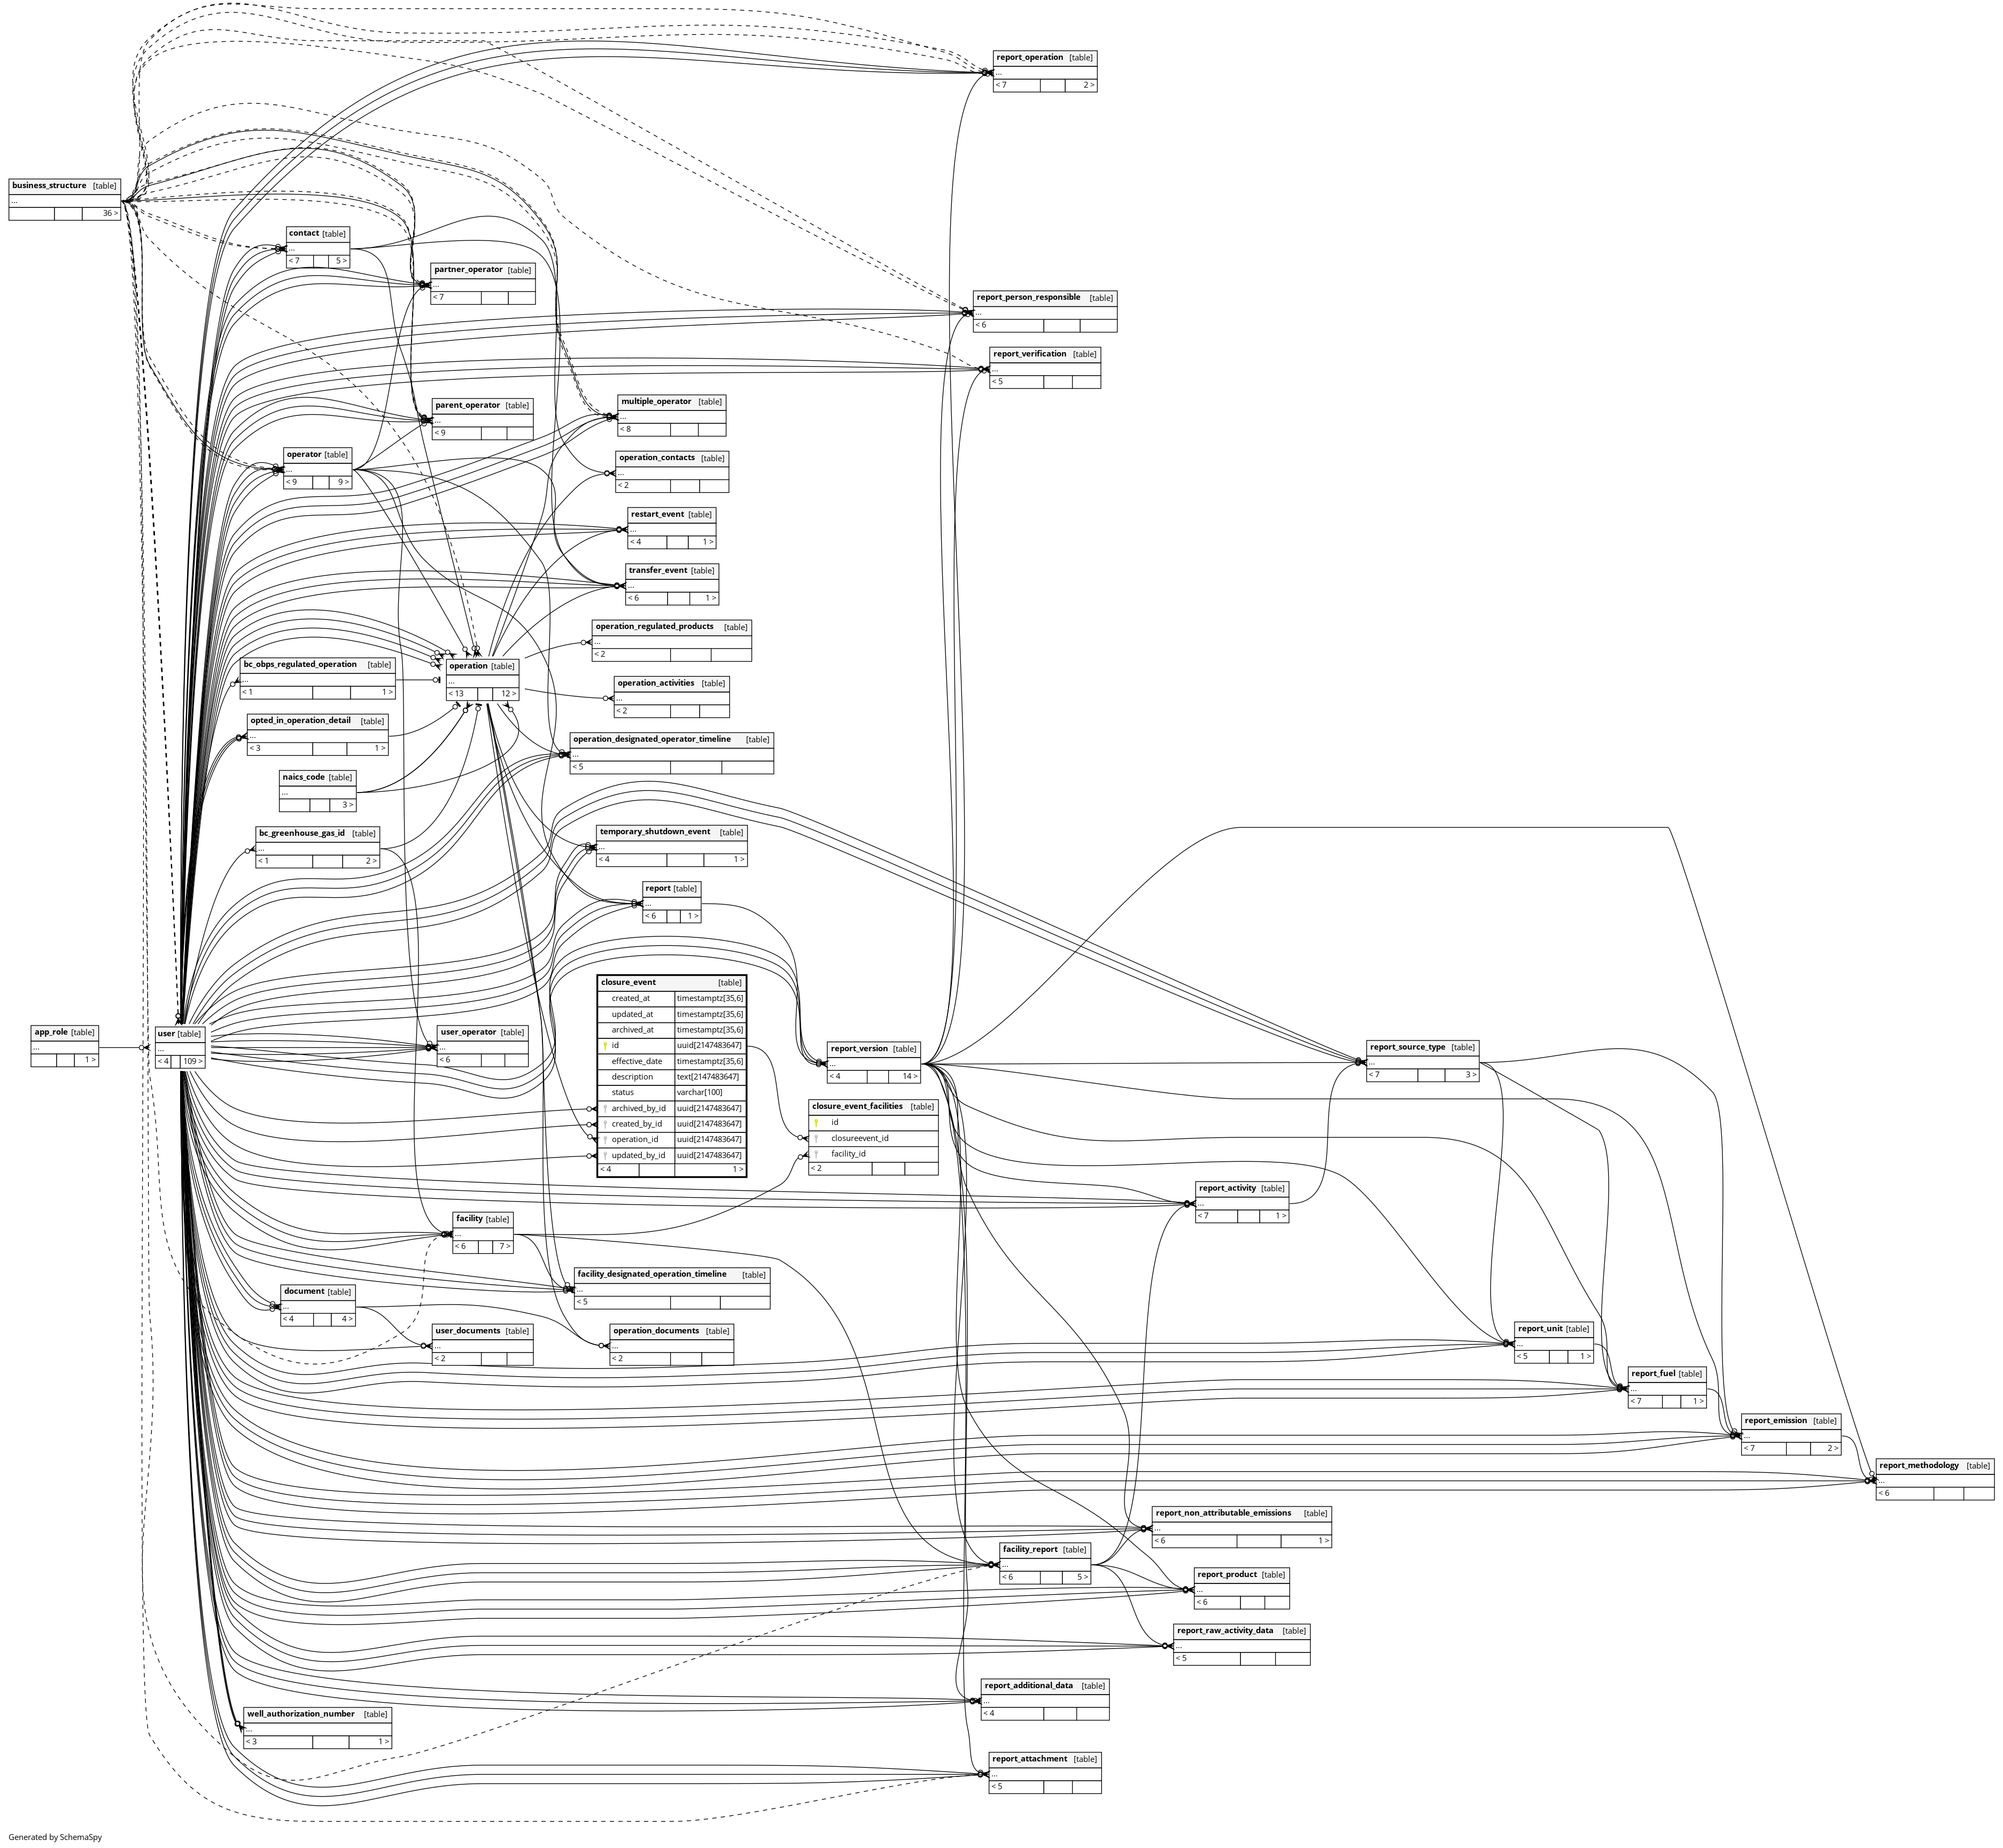 report_operation [table]
...
< 7 2 >
business_structure [table]
...
36 >
contact [table]
...
< 7 5 >
partner_operator [table]
...
< 7
report_person_responsible [table]
...
< 6
report_verification [table]
...
< 5
parent_operator [table]
...
< 9
multiple_operator [table]
...
< 8
operator [table]
...
< 9 9 >
operation_contacts [table]
...
< 2
restart_event [table]
...
< 4 1 >
transfer_event [table]
...
< 6 1 >
operation_regulated_products [table]
...
< 2
bc_obps_regulated_operation [table]
...
< 1 1 >
operation [table]
...
< 13 12 >
operation_activities [table]
...
< 2
opted_in_operation_detail [table]
...
< 3 1 >
operation_designated_operator_timeline [table]
...
< 5
naics_code [table]
...
3 >
bc_greenhouse_gas_id [table]
...
< 1 2 >
temporary_shutdown_event [table]
...
< 4 1 >
report [table]
...
< 6 1 >
closure_event [table]
created_at timestamptz[35,6]
updated_at timestamptz[35,6]
archived_at timestamptz[35,6]
id uuid[2147483647]
effective_date timestamptz[35,6]
description text[2147483647]
status varchar[100]
archived_by_id uuid[2147483647]
created_by_id uuid[2147483647]
operation_id uuid[2147483647]
updated_by_id uuid[2147483647]
< 4 1 >
app_role [table]
...
1 >
user [table]
...
< 4 109 >
user_operator [table]
...
< 6
report_version [table]
...
< 4 14 >
report_source_type [table]
...
< 7 3 >
closure_event_facilities [table]
id
closureevent_id
facility_id
< 2
report_activity [table]
...
< 7 1 >
facility [table]
...
< 6 7 >
facility_designated_operation_timeline [table]
...
< 5
document [table]
...
< 4 4 >
user_documents [table]
...
< 2
operation_documents [table]
...
< 2
report_unit [table]
...
< 5 1 >
report_fuel [table]
...
< 7 1 >
report_emission [table]
...
< 7 2 >
report_methodology [table]
...
< 6
report_non_attributable_emissions [table]
...
< 6 1 >
facility_report [table]
...
< 6 5 >
report_product [table]
...
< 6
report_raw_activity_data [table]
...
< 5
report_additional_data [table]
...
< 4
well_authorization_number [table]
...
< 3 1 >
report_attachment [table]
...
< 5
Generated by SchemaSpy